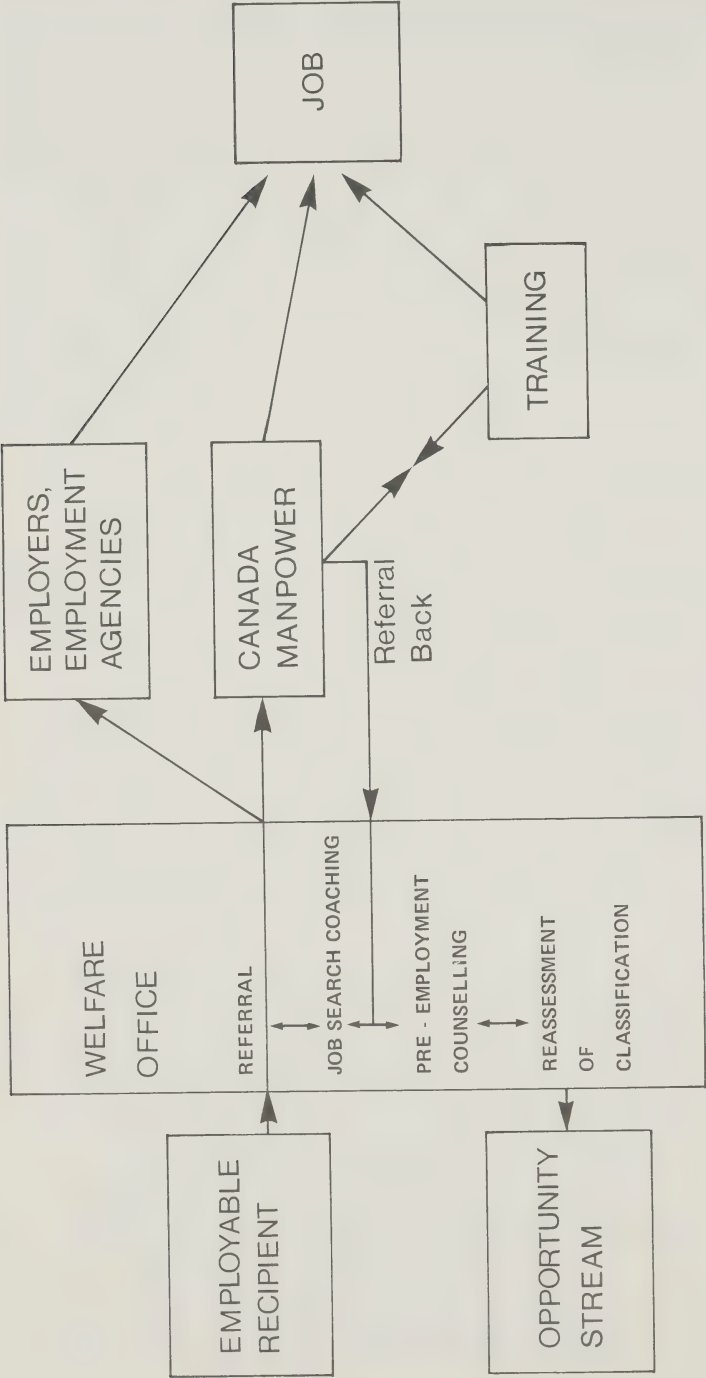 EMPLOYABLE
RECIPIENT
OPPORTUNITY
STREAM
WELFARE
OFFICE
REFERRAL
JOB SEARCH COACHING
PRE - EMPLOYMENT
COUNSELLING
REASSESSMENT
OF
CLASSIFICATION
EMPLOYERS,
EMPLOYMENT
AGENCIES
CANADA
MANPOWER
Referral
Back
TRAINING
JOB